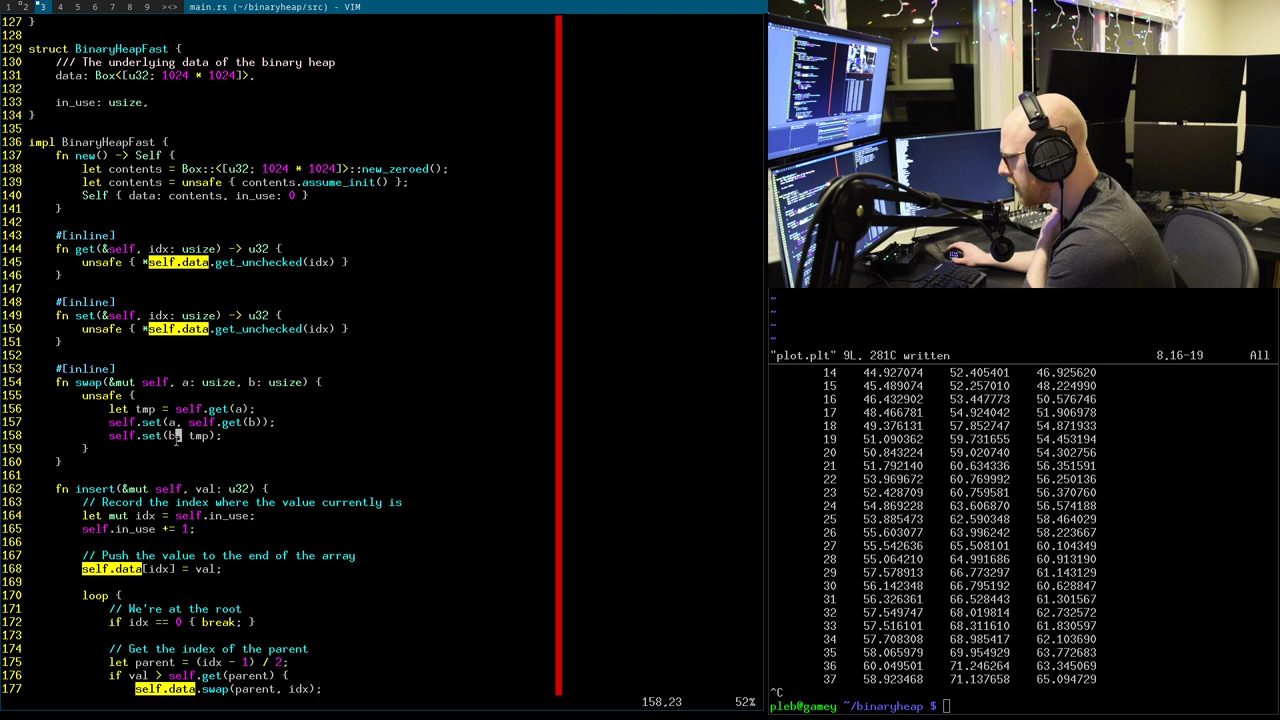 1 2 3 4 5 6 7 8 9 ><> main.rs (~/binaryheap/src) - VIM
127 }
128
129 struct BinaryHeapFast {
130     /// The underlying data of the binary heap
131     data: Box<[u32; 1024 * 1024]>,
132
133     in_use: usize,
134 }
135
136 impl BinaryHeapFast {
137     fn new() -> Self {
138         let contents = Box::<[u32; 1024 * 1024]>::new_zeroed();
139         let contents = unsafe { contents.assume_init() };
140         Self { data: contents, in_use: 0 }
141     }
142
143     #[inline]
144     fn get(&self, idx: usize) -> u32 {
145         unsafe { *self.data.get_unchecked(idx) }
146     }
147
148     #[inline]
149     fn set(&self, idx: usize) -> u32 {
150         unsafe { *self.data.get_unchecked(idx) }
151     }
152
153     #[inline]
154     fn swap(&mut self, a: usize, b: usize) {
155         unsafe {
156             let tmp = self.get(a);
157             self.set(a, self.get(b));
158             self.set(b, tmp);
159         }
160     }
161
162     fn insert(&mut self, val: u32) {
163         // Record the index where the value currently is
164         let mut idx = self.in_use;
165         self.in_use += 1;
166
167         // Push the value to the end of the array
168         self.data[idx] = val;
169
170         loop {
171             // We're at the root
172             if idx == 0 { break; }
173
174             // Get the index of the parent
175             let parent = (idx - 1) / 2;
176             if val > self.get(parent) {
177                 self.data.swap(parent, idx);
158,23 52%
~
~
~
~
"plot.plt" 9L, 281C written 8,16-19 All
14 44.927074 52.405401 46.925620
15 45.489074 52.257010 48.224990
16 46.432902 53.447773 50.576746
17 48.466781 54.924042 51.906978
18 49.376131 57.852747 54.871933
19 51.090362 59.731655 54.453194
20 50.843224 59.020740 54.302756
21 51.792140 60.634336 56.351591
22 53.969672 60.769992 56.250136
23 52.428709 60.759581 56.370760
24 54.869228 63.606870 56.574188
25 53.885473 62.590348 58.464029
26 55.603077 63.996242 58.223667
27 55.542636 65.508101 60.104349
28 55.064210 64.991686 60.913190
29 57.578913 66.773297 61.143129
30 56.142348 66.795192 60.628847
31 56.326361 66.528443 61.301567
32 57.549747 68.019814 62.732572
33 57.516101 68.311610 61.830597
34 57.708308 68.985417 62.103690
35 58.065979 69.954929 63.772683
36 60.049501 71.246264 63.345069
37 58.923468 71.137658 65.094729
^C
pleb@gamey ~/binaryheap $